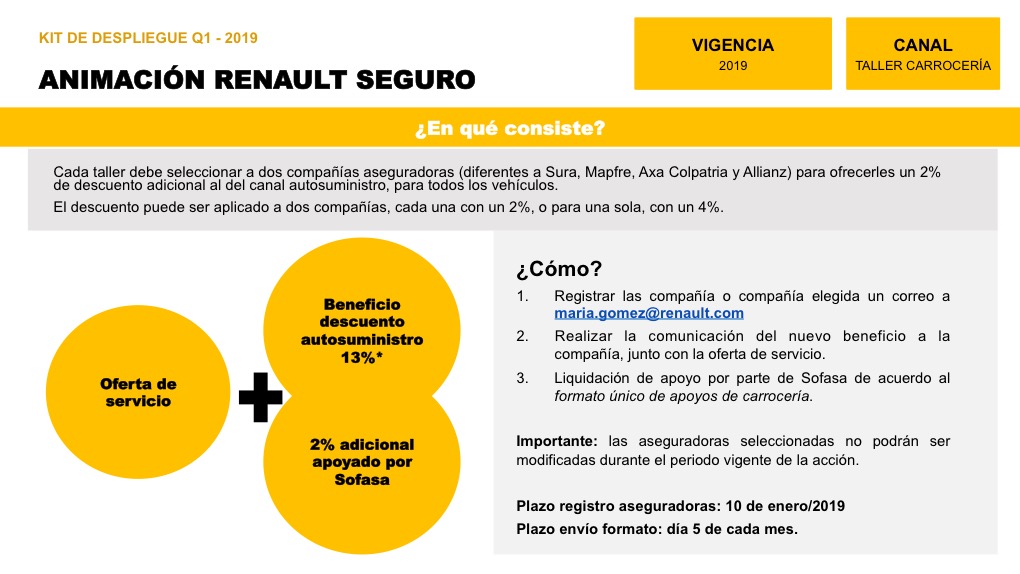 KIT DE DESPLIEGUE Q1 - 2019
ANIMACIÓN RENAULT SEGURO
VIGENCIA
2019
CANAL
TALLER CARROCERÍA
¿En qué consiste?
Cada taller debe seleccionar a dos compañías aseguradoras (diferentes a Sura, Mapfre, Axa Colpatria y Allianz) para ofrecerles un 2%
de descuento adicional al del canal autosuministro, para todos los vehículos.
El descuento puede ser aplicado a dos compañías, cada una con un 2%, o para una sola, con un 4%.
Oferta de
servicio
Beneficio
descuento
autosuministro
13%*
2% adicional
apoyado por
Sofasa
¿Cómo?
1. Registrar las compañía o compañía elegida un correo a
maria.gomez@renault.com
2. Realizar la comunicación del nuevo beneficio a la
compañía, junto con la oferta de servicio.
3. Liquidación de apoyo por parte de Sofasa de acuerdo al
formato único de apoyos de carrocería.
Importante: las aseguradoras seleccionadas no podrán ser
modificadas durante el periodo vigente de la acción.
Plazo registro aseguradoras: 10 de enero/2019
Plazo envío formato: día 5 de cada mes.